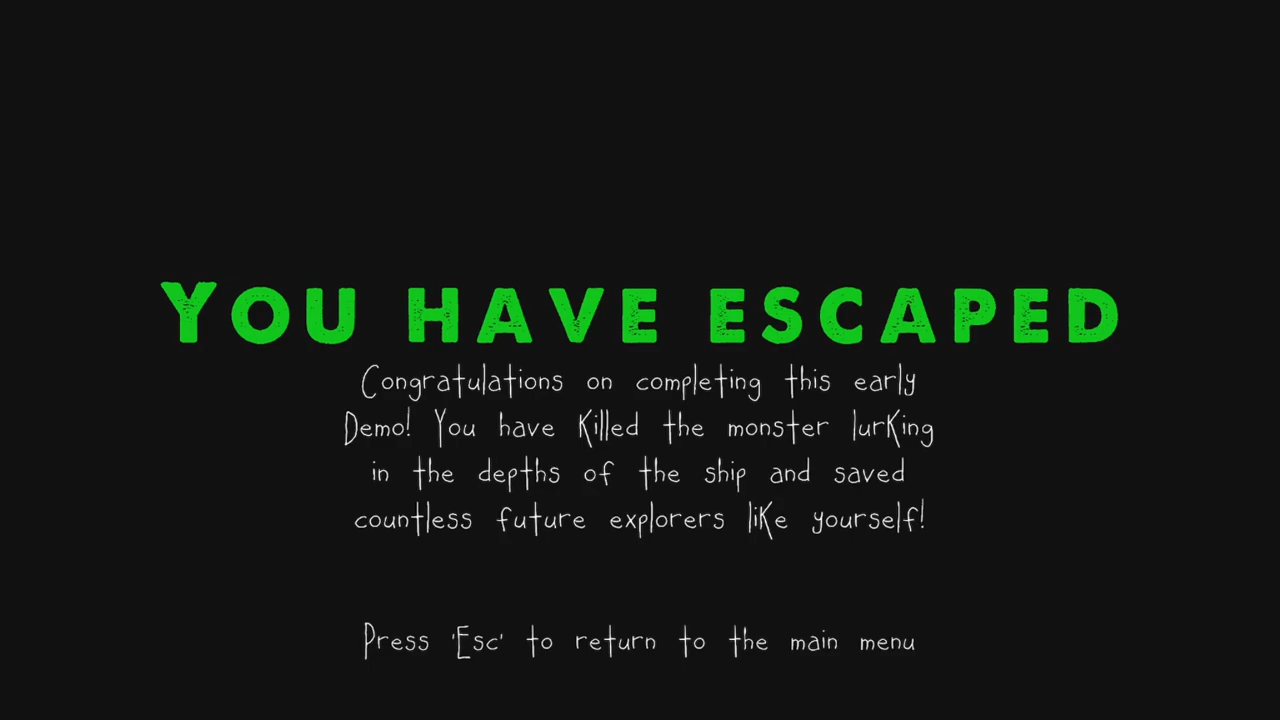 YOU HAVE ESCAPED
Congratulations on completing this early
Demo! You have Killed the monster lurKing
in the depths of the ship and saved
countless future explorers liKe yourself!
Press 'Esc' to return to the main menu